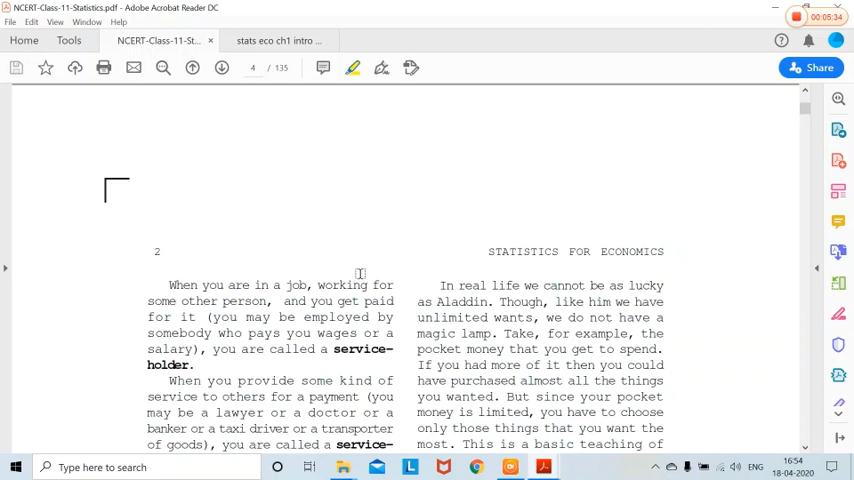 NCERT-Class-11-Statistics.pdf - Adobe Acrobat Reader DC
00:05:34
File Edit View Window Help
Home Tools NCERT-Class-11-Sta... × stats eco ch1 intro ...
4 / 135
Share
2 STATISTICS FOR ECONOMICS
When you are in a job, working for
some other person, and you get paid
for it (you may be employed by
somebody who pays you wages or a
salary), you are called a service-
holder.
When you provide some kind of
service to others for a payment (you
may be a lawyer or a doctor or a
banker or a taxi driver or a transporter
of goods), you are called a service-
In real life we cannot be as lucky
as Aladdin. Though, like him we have
unlimited wants, we do not have a
magic lamp. Take, for example, the
pocket money that you get to spend.
If you had more of it then you could
have purchased almost all the things
you wanted. But since your pocket
money is limited, you have to choose
only those things that you want the
most. This is a basic teaching of
Type here to search
ENG
16:54
18-04-2020